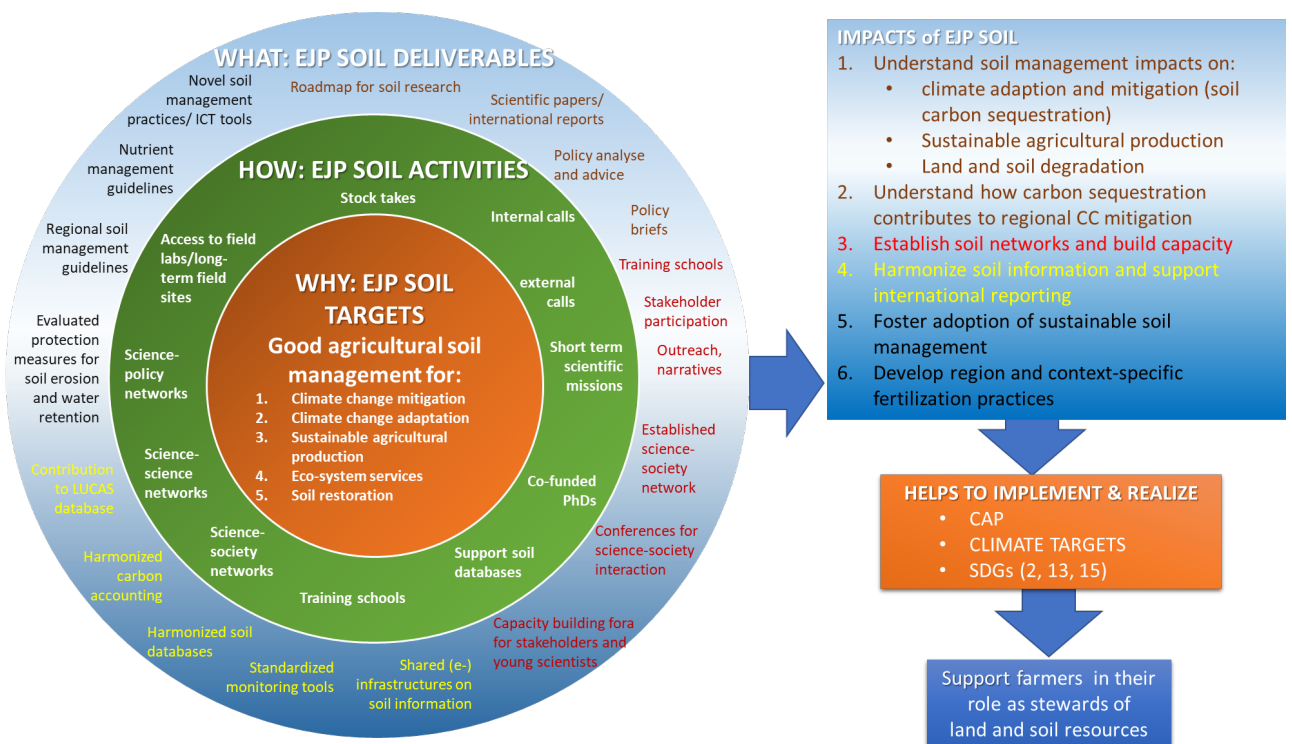 WHAT: EJP SOIL DELIVERABLES
Roadmap for soil research
Scientific papers/
international reports
Policy analyse
and advice
Policy
briefs
Training schools
Stakeholder
participation
Outreach,
narratives
Established
science-
society
network
Conferences for
science-society
interaction
Capacity building fora
for stakeholders and
young scientists
Shared (e-)
infrastructures on
soil information
Standardized
monitoring tools
Harmonized soil
databases
Harmonized
carbon
accounting
Contribution
to LUCAS
database
Evaluated
protection
measures for
soil erosion
and water
retention
Regional soil
management
guidelines
Nutrient
management
guidelines
Novel soil
management
practices/ ICT tools
HOW: EJP SOIL ACTIVITIES
Stock takes
Internal calls
external
calls
Short term
scientific
missions
Co-funded
PhDs
Support soil
databases
Training schools
Science-
society
networks
Science-
science
networks
Science-
policy
networks
Access to field
labs/long-
term field
sites
WHY: EJP SOIL
TARGETS
Good agricultural soil
management for:
1. Climate change mitigation
2. Climate change adaptation
3. Sustainable agricultural
production
4. Eco-system services
5. Soil restoration
IMPACTS of EJP SOIL
1. Understand soil management impacts on:
• climate adaption and mitigation (soil
carbon sequestration)
• Sustainable agricultural production
• Land and soil degradation
2. Understand how carbon sequestration
contributes to regional CC mitigation
3. Establish soil networks and build capacity
4. Harmonize soil information and support
international reporting
5. Foster adoption of sustainable soil
management
6. Develop region and context-specific
fertilization practices
HELPS TO IMPLEMENT & REALIZE
• CAP
• CLIMATE TARGETS
• SDGs (2, 13, 15)
Support farmers in their
role as stewards of
land and soil resources